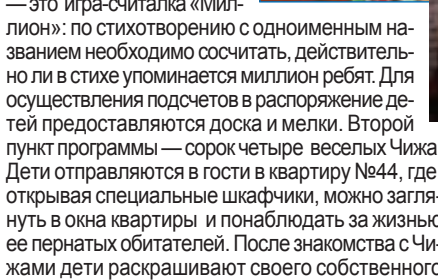 — это игра-считалка «Мил-
лион»: по стихотворению с одноименным на-
званием необходимо сосчитать, действитель-
но ли в стихе упоминается миллион ребят. Для
осуществления подсчетов в распоряжение де-
тей предоставляются доска и мелки. Второй
пункт программы — сорок четыре веселых Чижа.
Дети отправляются в гости в квартиру №44, где
открывая специальные шкафчики, можно загля-
нуть в окна квартиры и понаблюдать за жизнью
ее пернатых обитателей. После знакомства с Чи-
жами дети раскрашивают своего собственного